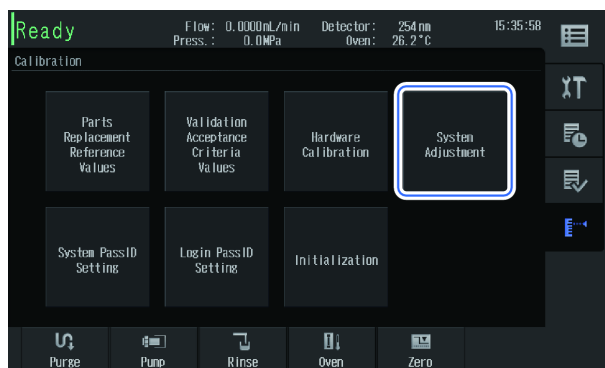 Ready
Flow: 0.0000mL/min Detector: 254 nm 15:35:58
Press.: 0.0MPa Oven: 26.2°C
Calibration
Parts
Replacement
Reference
Values
Validation
Acceptance
Criteria
Values
Hardware
Calibration
System
Adjustment
System PassID
Setting
Login PassID
Setting
Initialization
Purge Pump Rinse Oven Zero